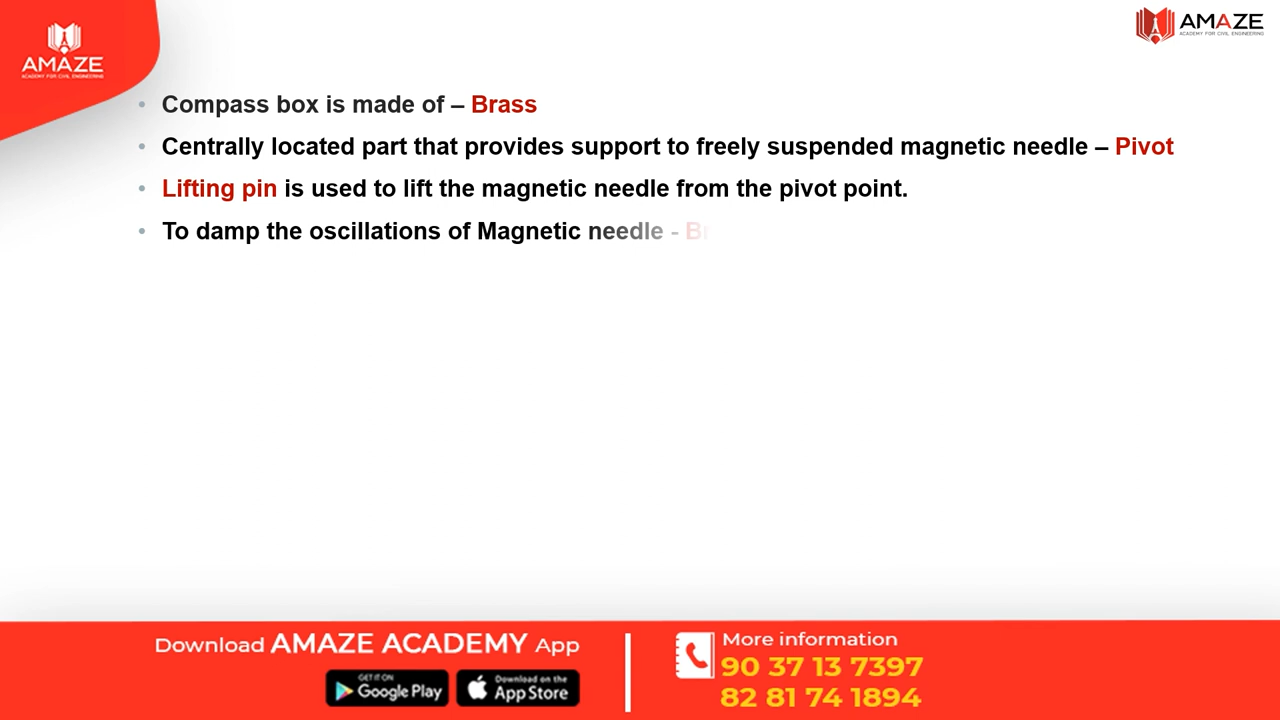 AMAZE
ACADEMY FOR CIVIL ENGINEERING
AMAZE
ACADEMY FOR CIVIL ENGINEERING
• Compass box is made of – Brass
• Centrally located part that provides support to freely suspended magnetic needle – Pivot
• Lifting pin is used to lift the magnetic needle from the pivot point.
• To damp the oscillations of Magnetic needle -
Download AMAZE ACADEMY App
GET IT ON
Google Play
Download on the
App Store
More information
90 37 13 7397
82 81 74 1894